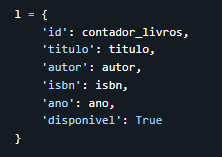 l = {
    'id': contador_livros,
    'titulo': titulo,
    'autor': autor,
    'isbn': isbn,
    'ano': ano,
    'disponivel': True
}